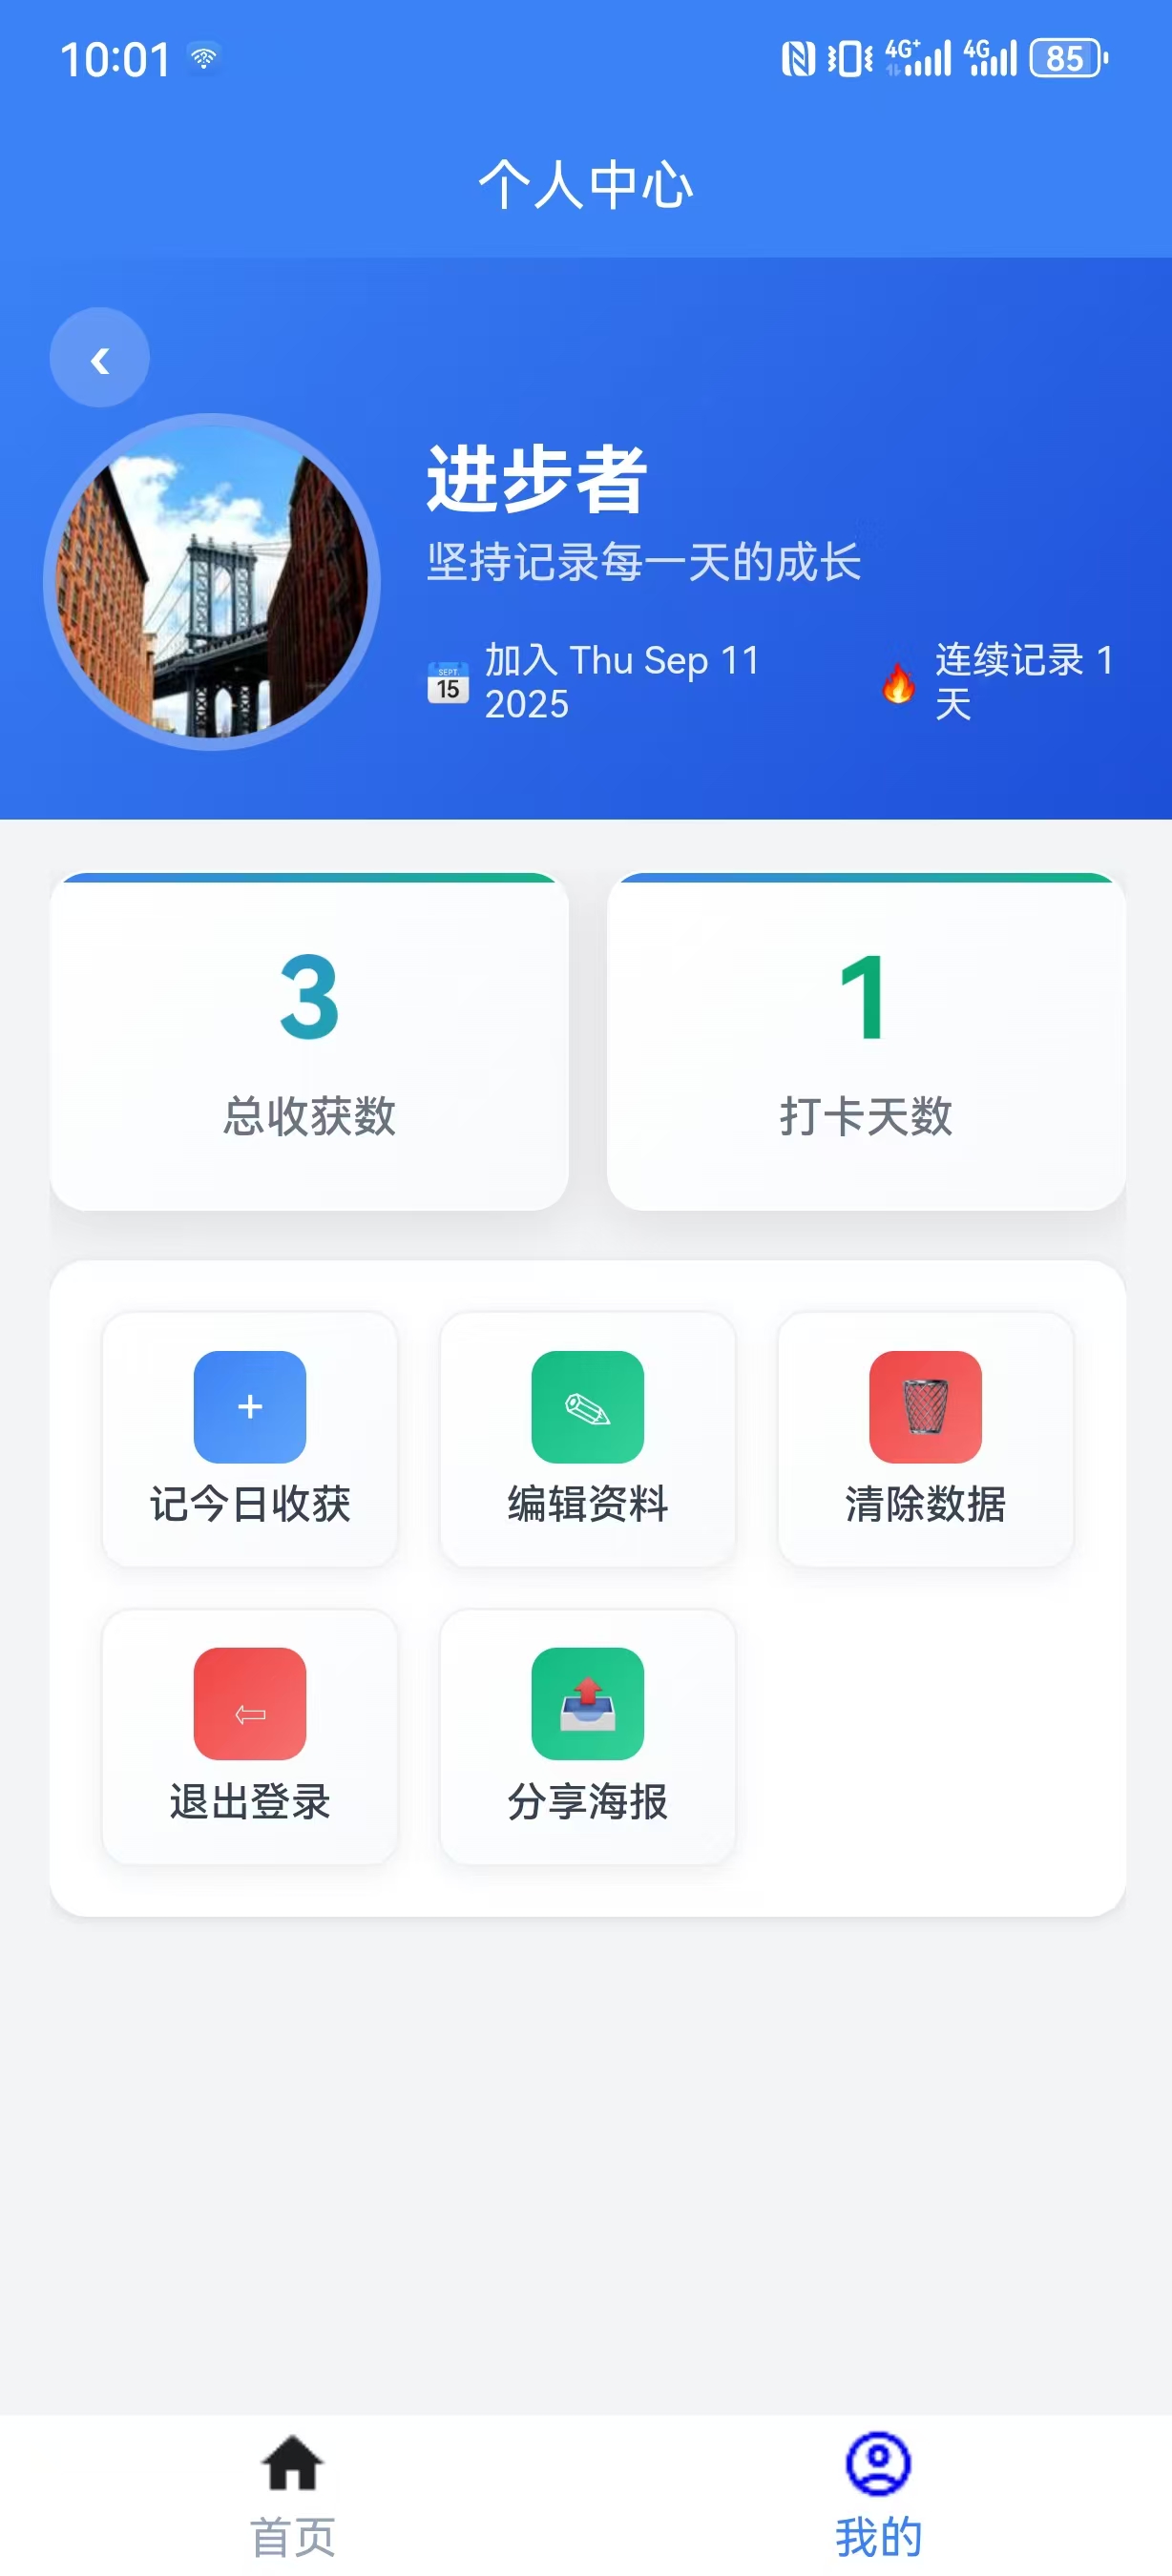 10:01
4G+ 4G 85
个人中心
进步者
坚持记录每一天的成长
SEPT
15
加入 Thu Sep 11
2025
连续记录 1
天
3
总收获数
1
打卡天数
记今日收获
编辑资料
清除数据
退出登录
分享海报
首页
我的